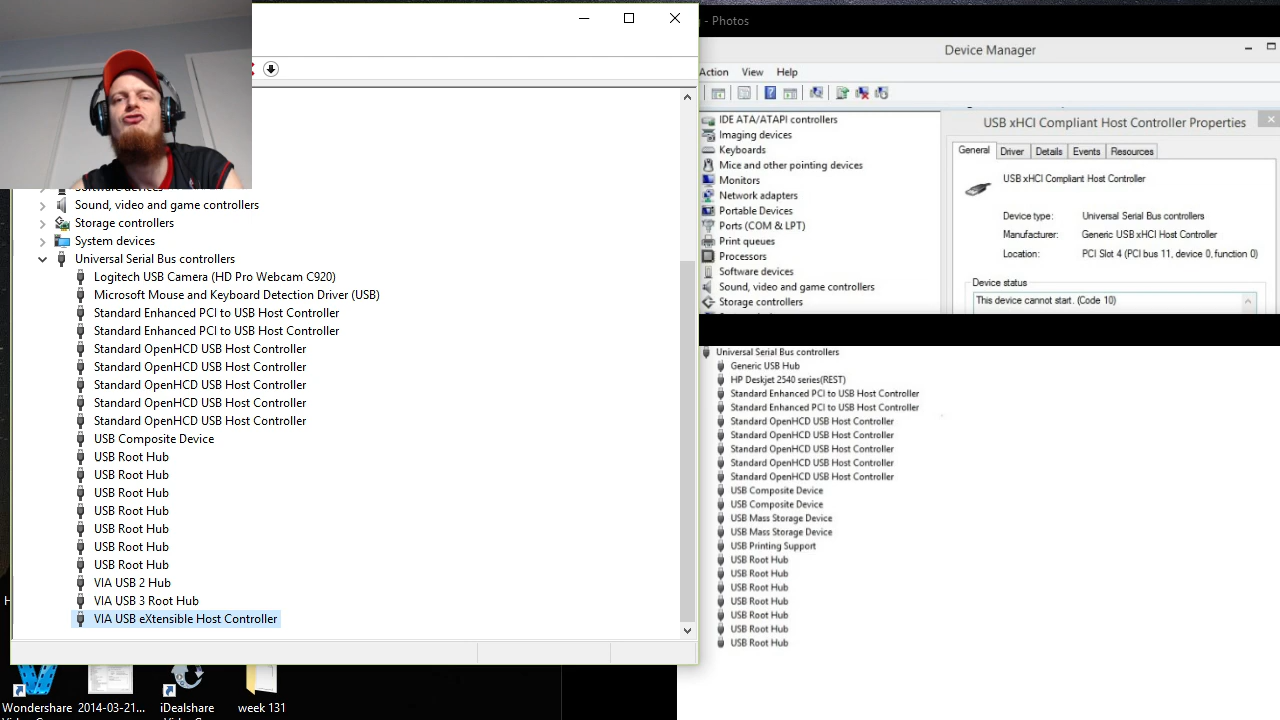 Software devices
Sound, video and game controllers
Storage controllers
System devices
Universal Serial Bus controllers
Logitech USB Camera (HD Pro Webcam C920)
Microsoft Mouse and Keyboard Detection Driver (USB)
Standard Enhanced PCI to USB Host Controller
Standard Enhanced PCI to USB Host Controller
Standard OpenHCD USB Host Controller
Standard OpenHCD USB Host Controller
Standard OpenHCD USB Host Controller
Standard OpenHCD USB Host Controller
Standard OpenHCD USB Host Controller
USB Composite Device
USB Root Hub
USB Root Hub
USB Root Hub
USB Root Hub
USB Root Hub
USB Root Hub
USB Root Hub
VIA USB 2 Hub
VIA USB 3 Root Hub
VIA USB eXtensible Host Controller
Wondershare
2014-03-21...
iDealshare
week 131
- Photos
Device Manager
Action View Help
IDE ATA/ATAPI controllers
Imaging devices
Keyboards
Mice and other pointing devices
Monitors
Network adapters
Portable Devices
Ports (COM & LPT)
Print queues
Processors
Software devices
Sound, video and game controllers
Storage controllers
USB xHCI Compliant Host Controller Properties
General Driver Details Events Resources
USB xHCI Compliant Host Controller
Device type: Universal Serial Bus controllers
Manufacturer: Generic USB xHCI Host Controller
Location: PCI Slot 4 (PCI bus 11, device 0, function 0)
Device status
This device cannot start. (Code 10)
Universal Serial Bus controllers
Generic USB Hub
HP Deskjet 2540 series(REST)
Standard Enhanced PCI to USB Host Controller
Standard Enhanced PCI to USB Host Controller
Standard OpenHCD USB Host Controller
Standard OpenHCD USB Host Controller
Standard OpenHCD USB Host Controller
Standard OpenHCD USB Host Controller
Standard OpenHCD USB Host Controller
USB Composite Device
USB Composite Device
USB Mass Storage Device
USB Mass Storage Device
USB Printing Support
USB Root Hub
USB Root Hub
USB Root Hub
USB Root Hub
USB Root Hub
USB Root Hub
USB Root Hub